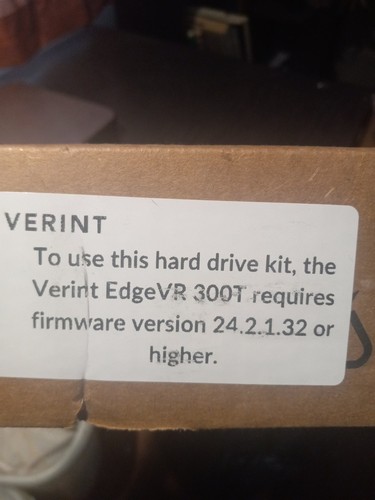 VERINT
To use this hard drive kit, the
Verint EdgeVR 300T requires
firmware version 24.2.1.32 or
higher.